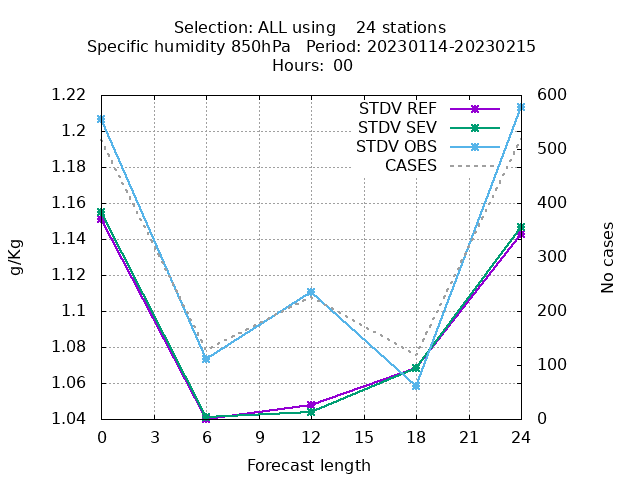 Selection: ALL using    24 stations
Specific humidity 850hPa   Period: 20230114-20230215
Hours:  00
1.22
1.2
1.18
1.16
1.14
1.12
1.1
1.08
1.06
1.04
g/Kg
STDV REF
STDV SEV
STDV OBS
CASES
600
500
400
300
200
100
0
No cases
0 3 6 9 12 15 18 21 24
Forecast length